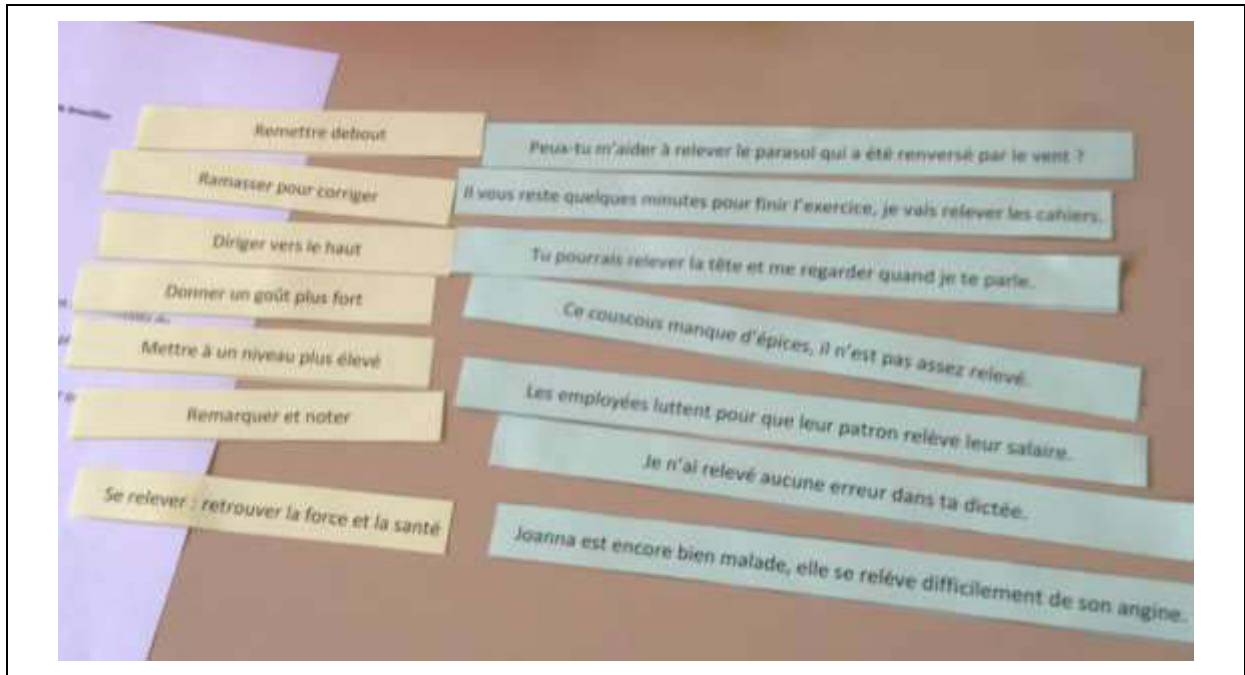 Remettre debout
Peux-tu m'aider à relever le parasol qui a été renversé par le vent ?
Ramasser pour corriger
Il vous reste quelques minutes pour finir l'exercice, je vais relever les cahiers.
Diriger vers le haut
Tu pourrais relever la tête et me regarder quand je te parle.
Donner un goût plus fort
Ce couscous manque d'épices, il n'est pas assez relevé.
Mettre à un niveau plus élevé
Les employées luttent pour que leur patron relève leur salaire.
Remarquer et noter
Je n'ai relevé aucune erreur dans ta dictée.
Se relever : retrouver la force et la santé
Joanna est encore bien malade, elle se relève difficilement de son angine.